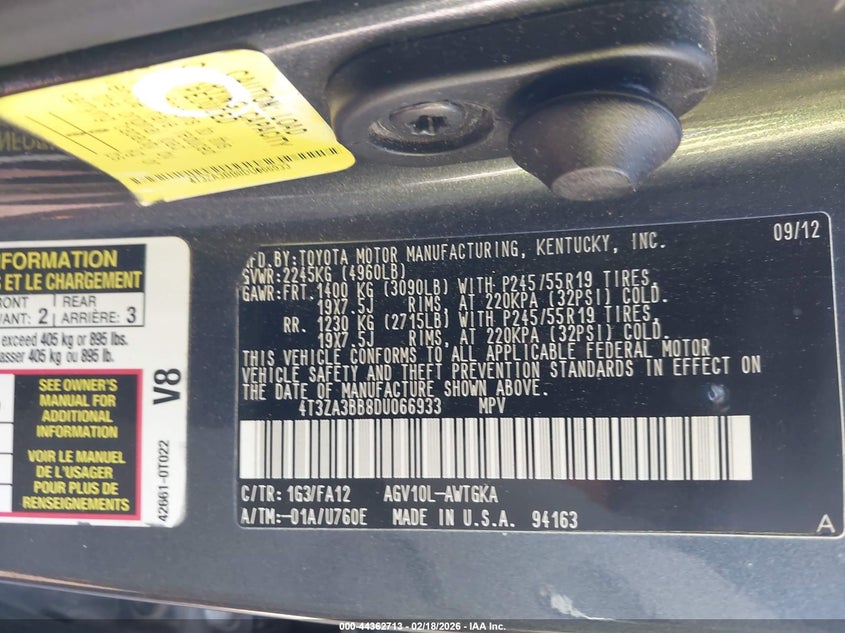 CAUTION, LOAD
4T3ZA3BB8DU066933
INFORMATION
S ET LE CHARGEMENT
RONT
REAR
VANT: 2
ARRIÈRE: 3
exceed 405 kg or 895 lbs.
asser 405 kg ou 895 lb.
SEE OWNER'S
MANUAL FOR
ADDITIONAL
INFORMATION
VOIR LE MANUEL
DE L'USAGER
POUR PLUS DE
RENSEIGNEMENTS
V8
42661-0T022
MFD.BY:TOYOTA MOTOR MANUFACTURING, KENTUCKY, INC. 09/12
GVWR:2245KG (4960LB)
GAWR:FRT. 1400 KG (3090LB) WITH P245/55R19 TIRES,
19X7.5J RIMS, AT 220KPA (32PSI) COLD.
RR. 1230 KG (2715LB) WITH P245/55R19 TIRES,
19X7.5J RIMS, AT 220KPA (32PSI) COLD.
THIS VEHICLE CONFORMS TO ALL APPLICABLE FEDERAL MOTOR
VEHICLE SAFETY AND THEFT PREVENTION STANDARDS IN EFFECT ON
THE DATE OF MANUFACTURE SHOWN ABOVE.
4T3ZA3BB8DU066933 MPV
C/TR: 1G3/FA12 AGV10L-AWTGKA
A/TM:-01A/U760E MADE IN U.S.A. 94163 A
000-44362713 - 02/18/2026 - IAA Inc.